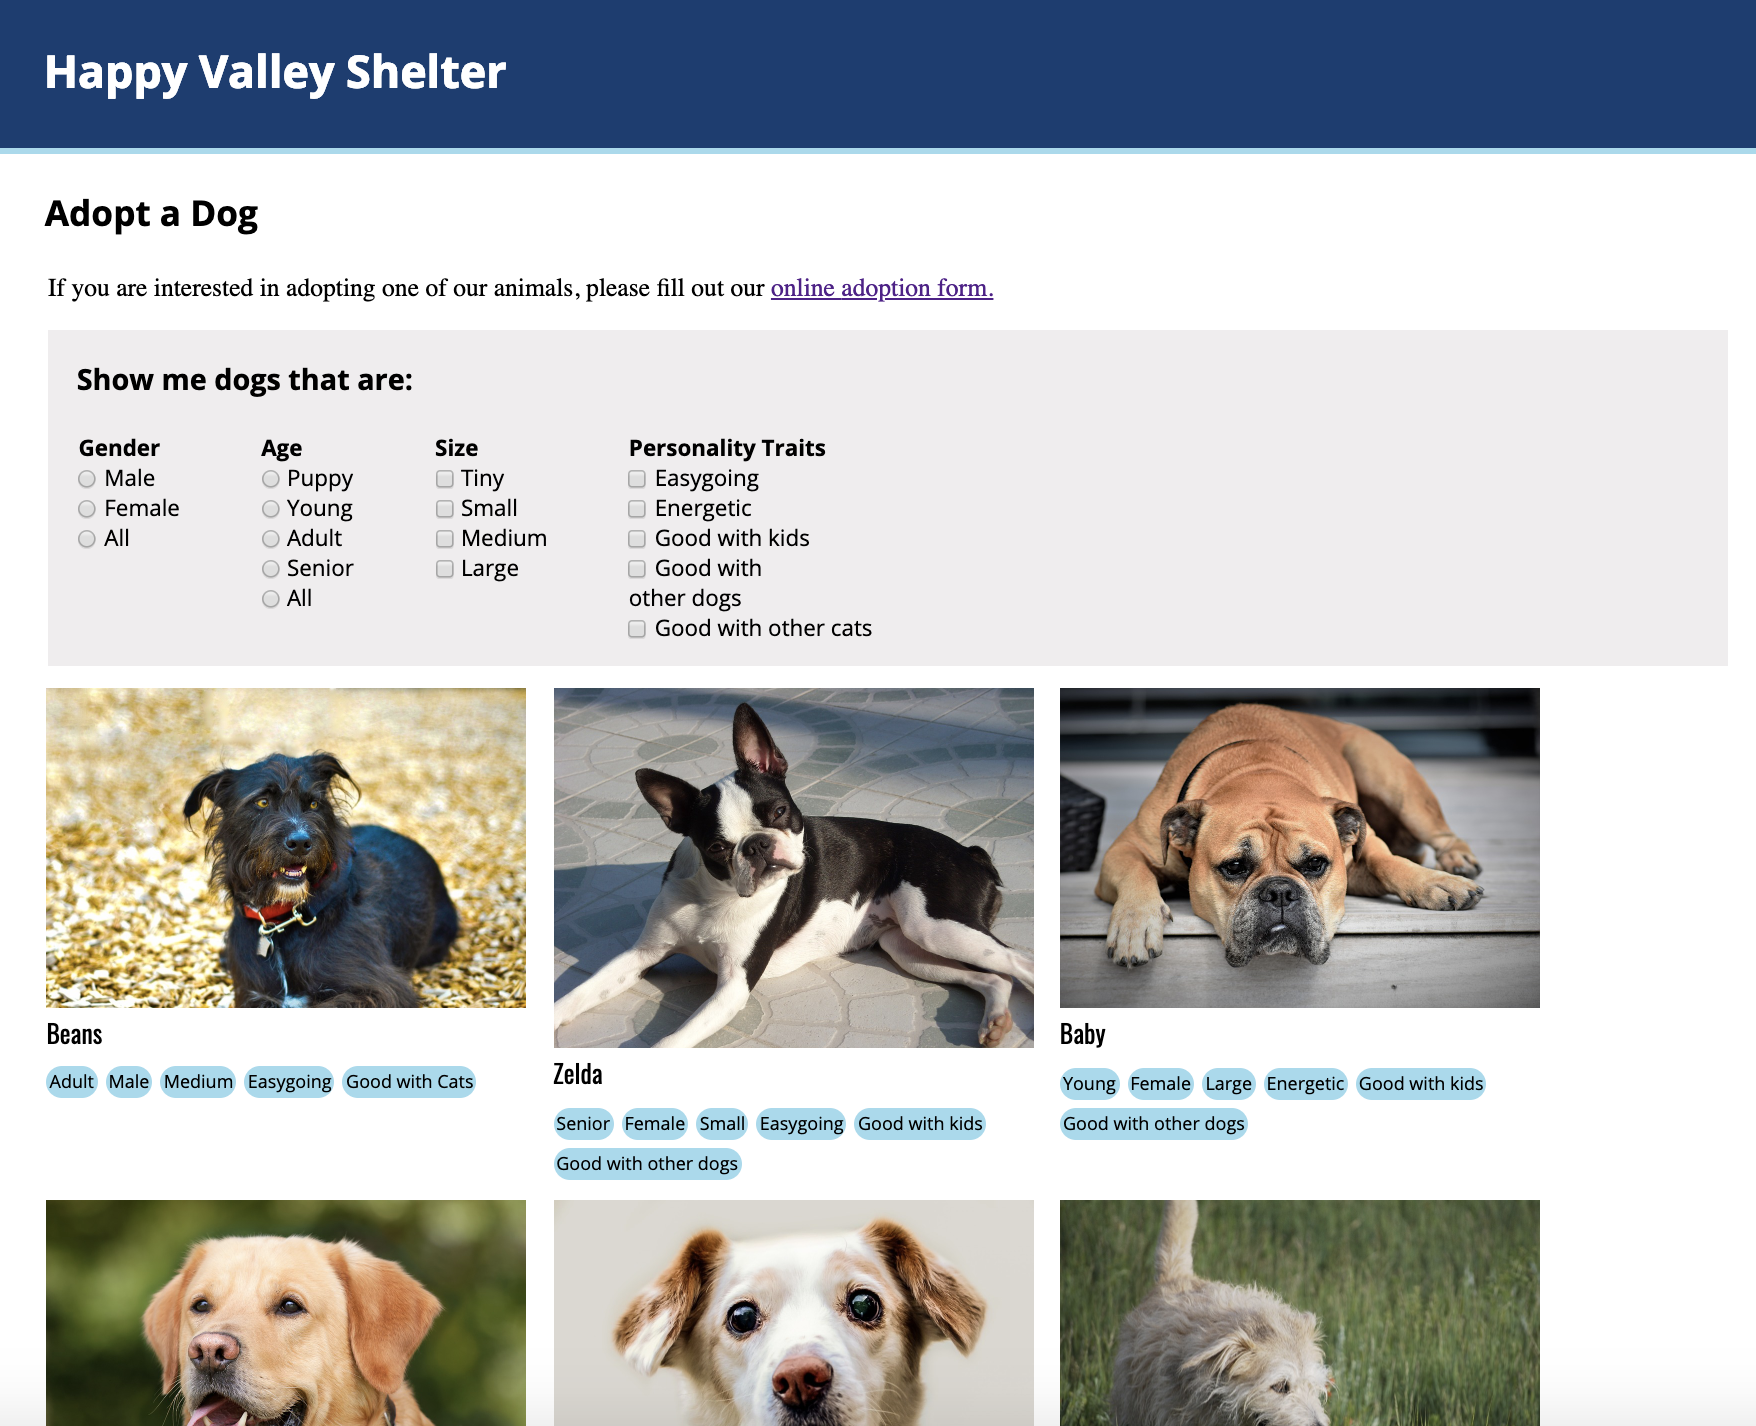 Happy Valley Shelter
Adopt a Dog
If you are interested in adopting one of our animals, please fill out our online adoption form.
Show me dogs that are:
Gender
Male
Female
All
Age
Puppy
Young
Adult
Senior
All
Size
Tiny
Small
Medium
Large
Personality Traits
Easygoing
Energetic
Good with kids
Good with
other dogs
Good with other cats
Beans
Adult Male Medium Easygoing Good with Cats
Zelda
Senior Female Small Easygoing Good with kids
Good with other dogs
Baby
Young Female Large Energetic Good with kids
Good with other dogs